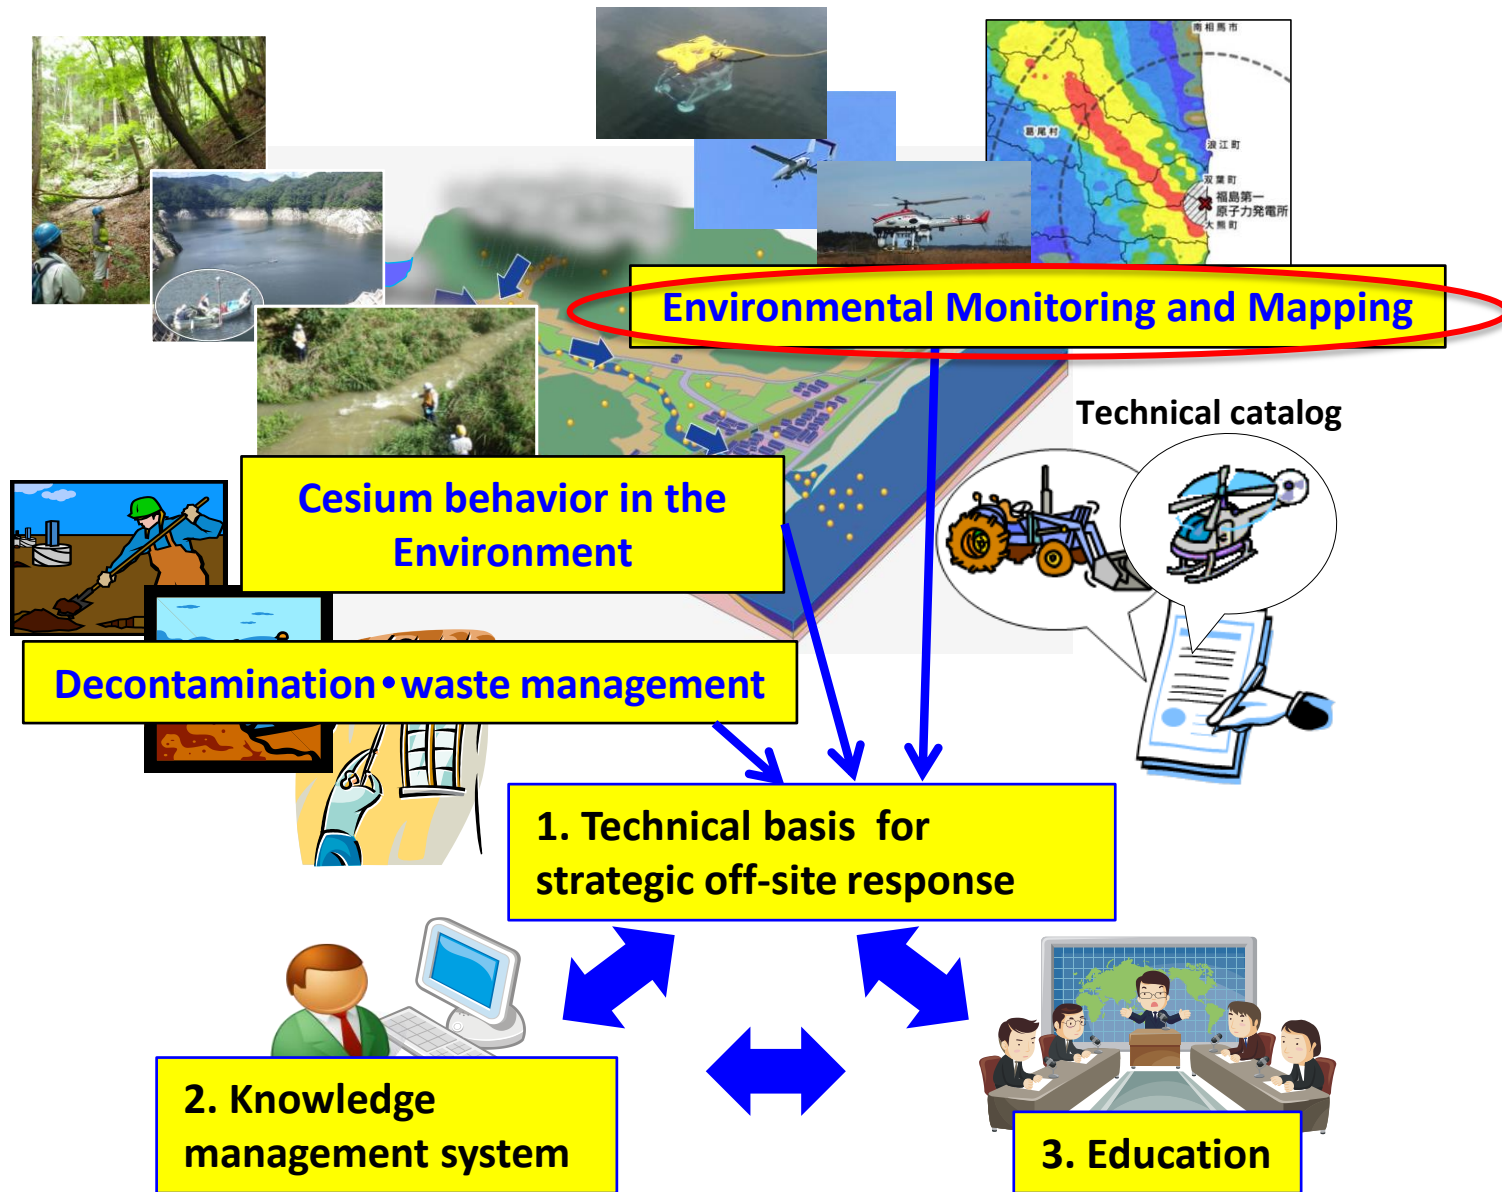 南相馬市
葛尾村
浪江町
双葉町
福島第一
原子力発電所
大熊町
Environmental Monitoring and Mapping
Technical catalog
Cesium behavior in the
Environment
Decontamination•waste management
1. Technical basis for
strategic off-site response
2. Knowledge
management system
3. Education